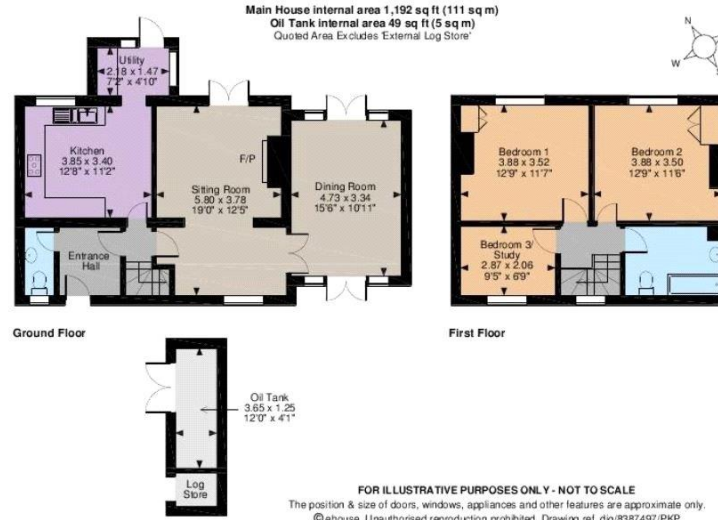 Main House internal area 1,192 sq ft (111 sq m)
Oil Tank internal area 49 sq ft (5 sq m)
Quoted Area Excludes 'External Log Store'
N
W
S
Utility
2.18 x 1.47
7'2" x 4'10"
Kitchen
3.85 x 3.40
12'8" x 11'2"
F/P
Sitting Room
5.80 x 3.78
19'0" x 12'5"
Dining Room
4.73 x 3.34
15'6" x 10'11"
Entrance
Hall
Bedroom 1
3.88 x 3.52
12'9" x 11'7"
Bedroom 2
3.88 x 3.50
12'9" x 11'6"
Bedroom 3/
Study
2.87 x 2.06
9'5" x 6'9"
Ground Floor
First Floor
Oil Tank
3.65 x 1.25
12'0" x 4'1"
Log
Store
FOR ILLUSTRATIVE PURPOSES ONLY - NOT TO SCALE
The position & size of doors, windows, appliances and other features are approximate only.
©ehouse. Unauthorised reproduction prohibited. Drawing ref. dig/8387497/PKP